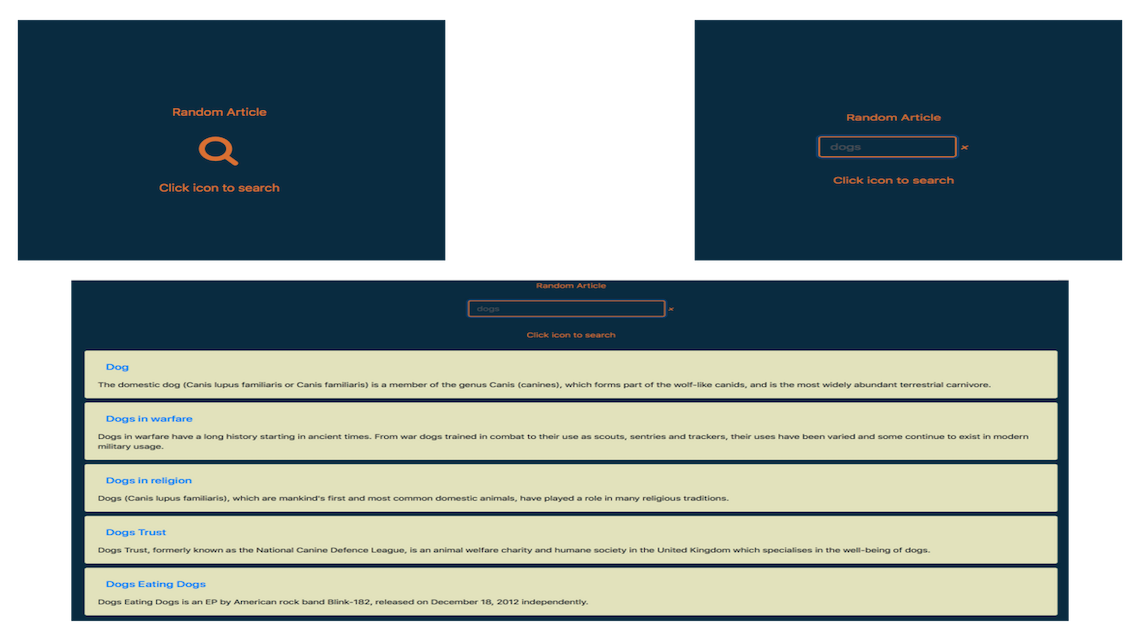 Random Article
Click icon to search
Random Article
dogs ×
Click icon to search
Random Article
dogs ×
Click icon to search
Dog
The domestic dog (Canis lupus familiaris or Canis familiaris) is a member of the genus Canis (canines), which forms part of the wolf-like canids, and is the most widely abundant terrestrial carnivore.
Dogs in warfare
Dogs in warfare have a long history starting in ancient times. From war dogs trained in combat to their use as scouts, sentries and trackers, their uses have been varied and some continue to exist in modern
military usage.
Dogs in religion
Dogs (Canis lupus familiaris), which are mankind's first and most common domestic animals, have played a role in many religious traditions.
Dogs Trust
Dogs Trust, formerly known as the National Canine Defence League, is an animal welfare charity and humane society in the United Kingdom which specialises in the well-being of dogs.
Dogs Eating Dogs
Dogs Eating Dogs is an EP by American rock band Blink-182, released on December 18, 2012 independently.